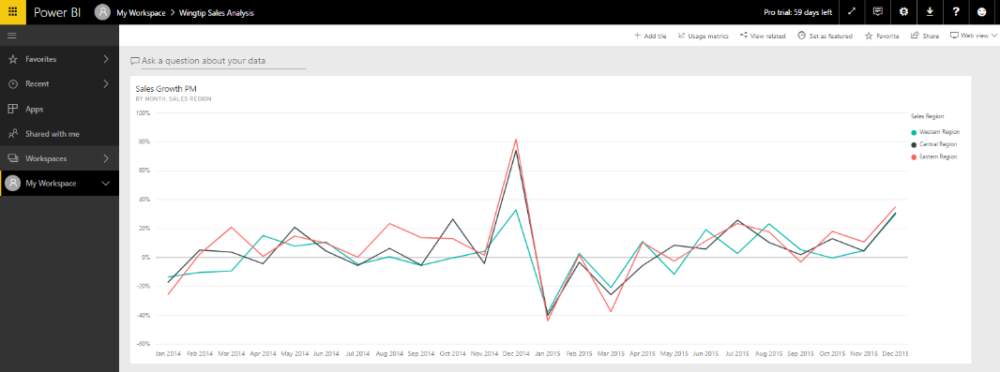 Power BI My Workspace > Wingtip Sales Analysis Pro trial: 59 days left ?
Add tile Usage metrics View related Set as featured Favorite Share Web view
Favorites
Recent
Apps
Shared with me
Workspaces
My Workspace
Ask a question about your data
Sales Growth PM
BY MONTH, SALES REGION
100%
80%
60%
40%
20%
0%
-20%
-40%
-60%
Jan 2014 Feb 2014 Mar 2014 Apr 2014 May 2014 Jun 2014 Jul 2014 Aug 2014 Sep 2014 Oct 2014 Nov 2014 Dec 2014 Jan 2015 Feb 2015 Mar 2015 Apr 2015 May 2015 Jun 2015 Jul 2015 Aug 2015 Sep 2015 Oct 2015 Nov 2015 Dec 2015
Sales Region
Western Region
Central Region
Eastern Region